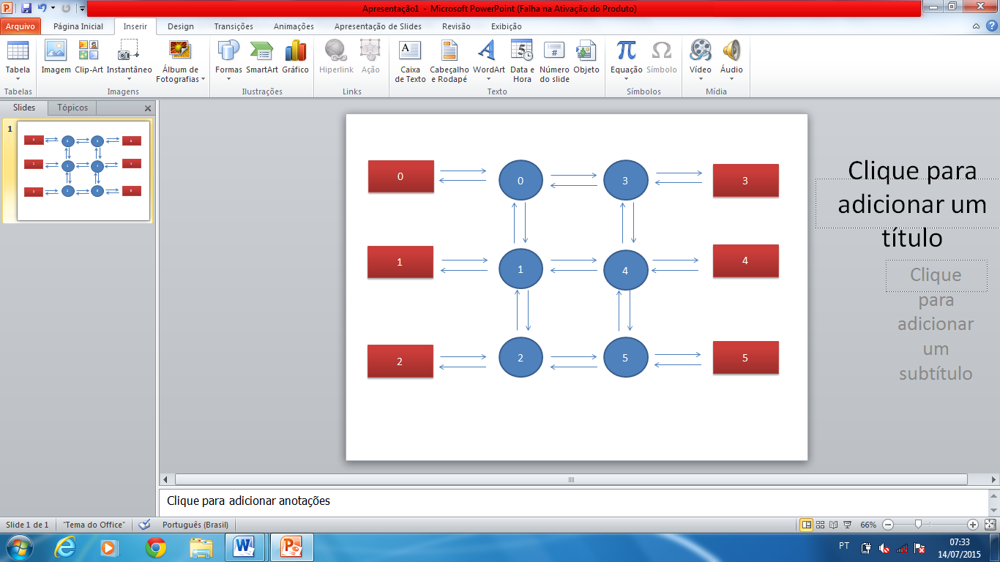 Apresentação1 - Microsoft PowerPoint (Falha na Ativação do Produto)
Arquivo Página Inicial Inserir Design Transições Animações Apresentação de Slides Revisão Exibição
Tabela
Imagem
Clip-Art
Instantâneo
Álbum de
Fotografias
Formas
SmartArt
Gráfico
Hiperlink
Ação
Caixa
de Texto
Cabeçalho
e Rodapé
WordArt
Data e
Hora
Número
do slide
Objeto
Equação
Símbolo
Vídeo
Áudio
Tabelas Imagens Ilustrações Links Texto Símbolos Mídia
Slides Tópicos
1
0 0 3 3
1 1 4 4
2 2 5 5
Clique para
adicionar um
título
Clique
para
adicionar
um
subtítulo
Clique para adicionar anotações
Slide 1 de 1 "Tema do Office" Português (Brasil) 66%
PT 07:33
14/07/2015